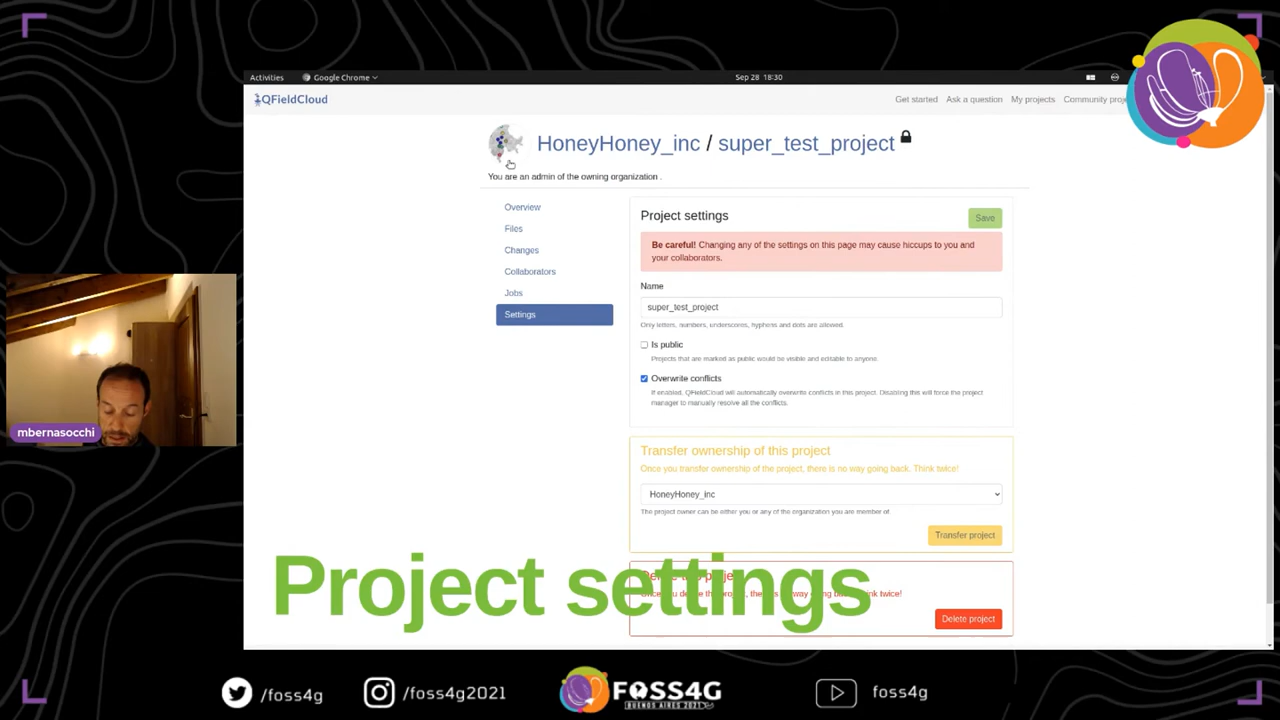 Activities
Google Chrome
Sep 28 18:30
QFieldCloud
Get started
Ask a question
My projects
Community
HoneyHoney_inc / super_test_project
You are an admin of the owning organization .
Overview
Files
Changes
Collaborators
Jobs
Settings
Project settings
Save
Be careful! Changing any of the settings on this page may cause hiccups to you and
your collaborators.
Name
super_test_project
Only letters, numbers, underscores, hyphens and dots are allowed.
Is public
Projects that are marked as public would be visible and editable to anyone.
Overwrite conflicts
If enabled, QFieldCloud will automatically overwrite conflicts in this project. Disabling this will force the project
manager to manually resolve all the conflicts.
Transfer ownership of this project
Once you transfer ownership of the project, there is no way going back. Think twice!
HoneyHoney_inc
The project owner can be either you or any of the organization you are member of
Transfer project
Delete project
Project settings
mbernasocchi
/foss4g
/foss4g2021
FOSS4G
BUENOS AIRES 2021
foss4g